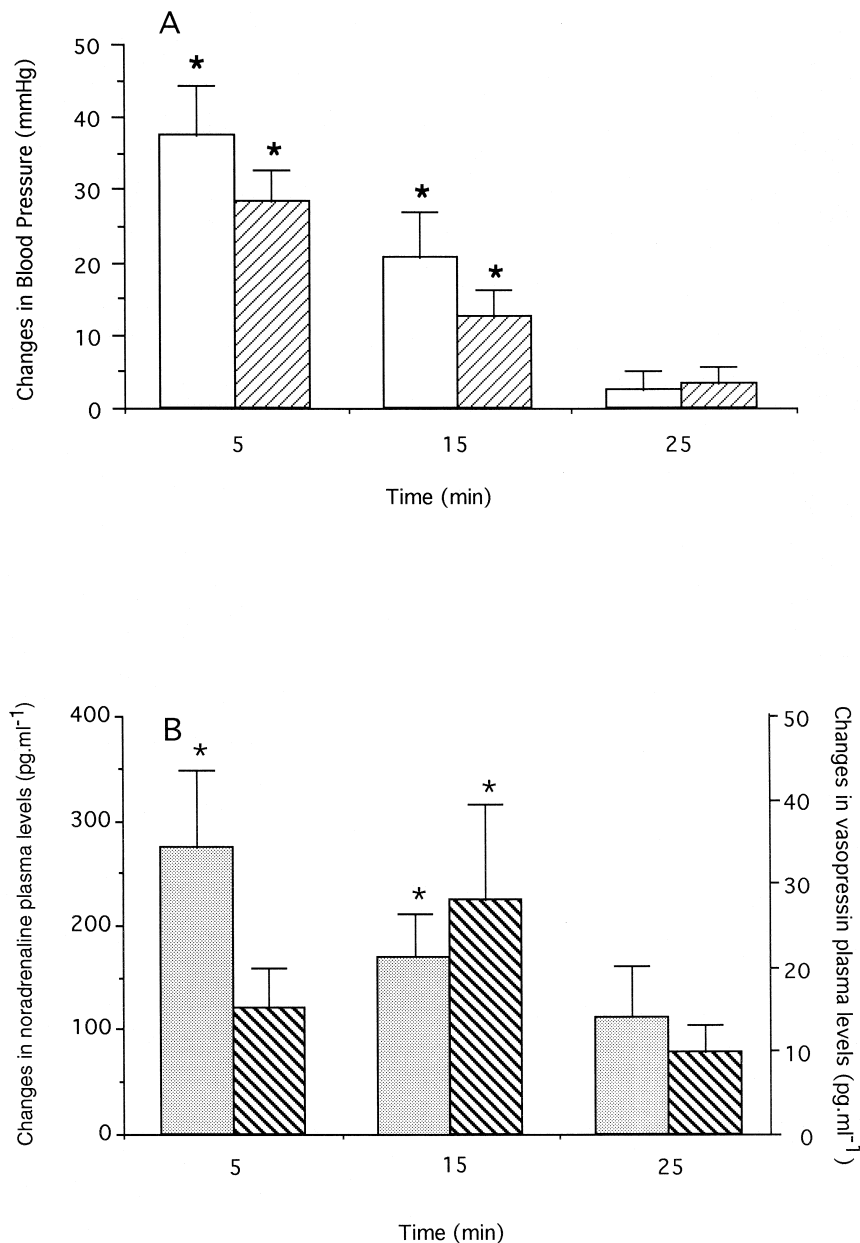 A
Changes in Blood Pressure (mmHg)
50
40
30
20
10
0
*
*
*
*
5 15 25
Time (min)
B
Changes in noradrenaline plasma levels (pg.ml-1)
400
300
200
100
0
*
*
*
50
40
30
20
10
0
Changes in vasopressin plasma levels (pg.ml-1)
5 15 25
Time (min)